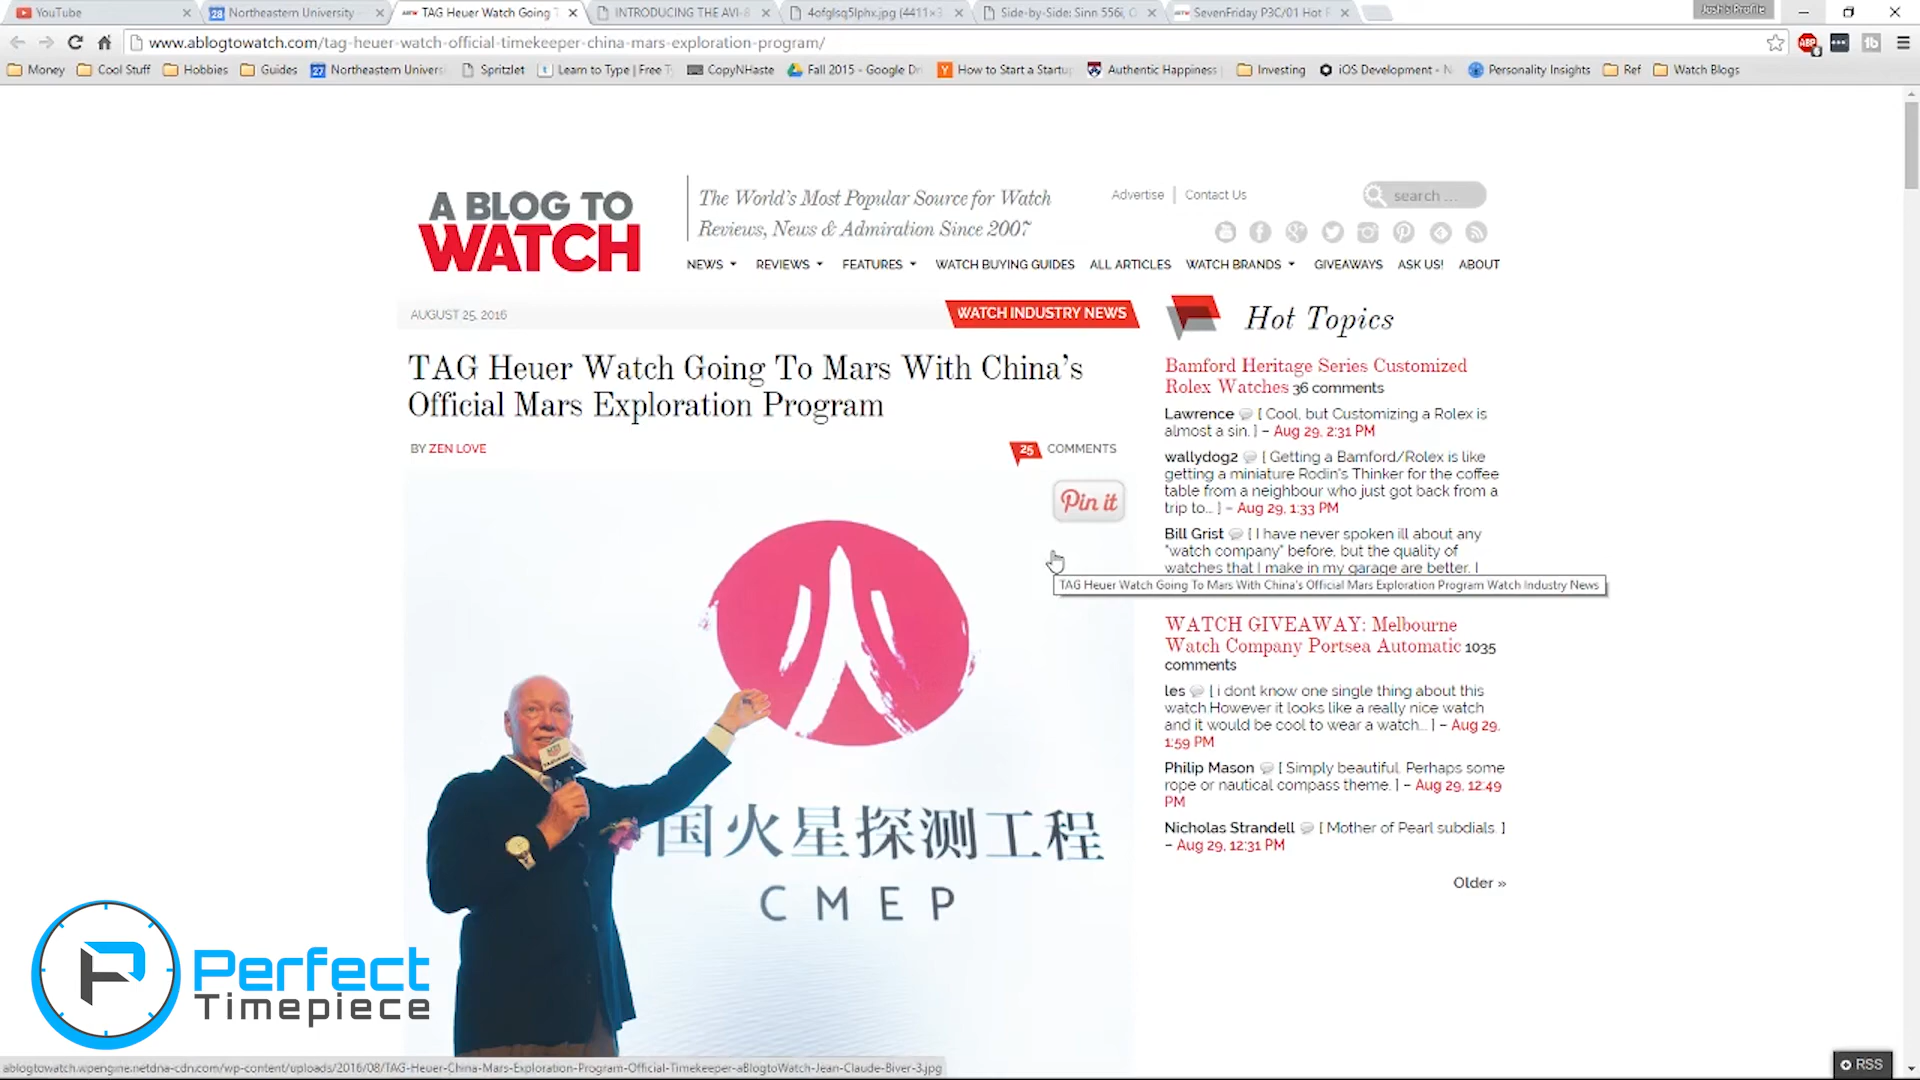 YouTube
28 Northeastern University
TAG Heuer Watch Going T
INTRODUCING THE AVI-8
4ofglsq5lphx.jpg (4411×3
Side-by-Side: Sinn 556i, O
SevenFriday P3C/01 Hot R
Josh's Profile
www.ablogtowatch.com/tag-heuer-watch-official-timekeeper-china-mars-exploration-program/
ABP
Money
Cool Stuff
Hobbies
Guides
27 Northeastern Univers
Spritzlet
Learn to Type | Free T
CopyNHaste
Fall 2015 - Google Dri
How to Start a Startup
Authentic Happiness
Investing
iOS Development - N
Personality Insights
Ref
Watch Blogs
A BLOG TO
WATCH
The World's Most Popular Source for Watch
Reviews, News & Admiration Since 2007
Advertise | Contact Us
search ...
NEWS
REVIEWS
FEATURES
WATCH BUYING GUIDES
ALL ARTICLES
WATCH BRANDS
GIVEAWAYS
ASK US!
ABOUT
AUGUST 25, 2016
WATCH INDUSTRY NEWS
TAG Heuer Watch Going To Mars With China's
Official Mars Exploration Program
BY ZEN LOVE
25 COMMENTS
Pin it
国火星探测工程
CMEP
Hot Topics
Bamford Heritage Series Customized
Rolex Watches 36 comments
Lawrence [ Cool, but Customizing a Rolex is
almost a sin. ] – Aug 29, 2:31 PM
wallydog2 [ Getting a Bamford/Rolex is like
getting a miniature Rodin's Thinker for the coffee
table from a neighbour who just got back from a
trip to... ] – Aug 29, 1:33 PM
Bill Grist [ I have never spoken ill about any
"watch company" before, but the quality of
watches that I make in my garage are better. I
TAG Heuer Watch Going To Mars With China's Official Mars Exploration Program Watch Industry News
WATCH GIVEAWAY: Melbourne
Watch Company Portsea Automatic 1035
comments
les [ i dont know one single thing about this
watch However it looks like a really nice watch
and it would be cool to wear a watch... ] – Aug 29,
1:59 PM
Philip Mason [ Simply beautiful. Perhaps some
rope or nautical compass theme. ] – Aug 29, 12:49
PM
Nicholas Strandell [ Mother of Pearl subdials. ]
– Aug 29, 12:31 PM
Older »
Perfect
Timepiece
ablogtowatch.wpengine.netdna-cdn.com/wp-content/uploads/2016/08/TAG-Heuer-China-Mars-Exploration-Program-Official-Timekeeper-aBlogtoWatch-Jean-Claude-Biver-3.jpg
RSS